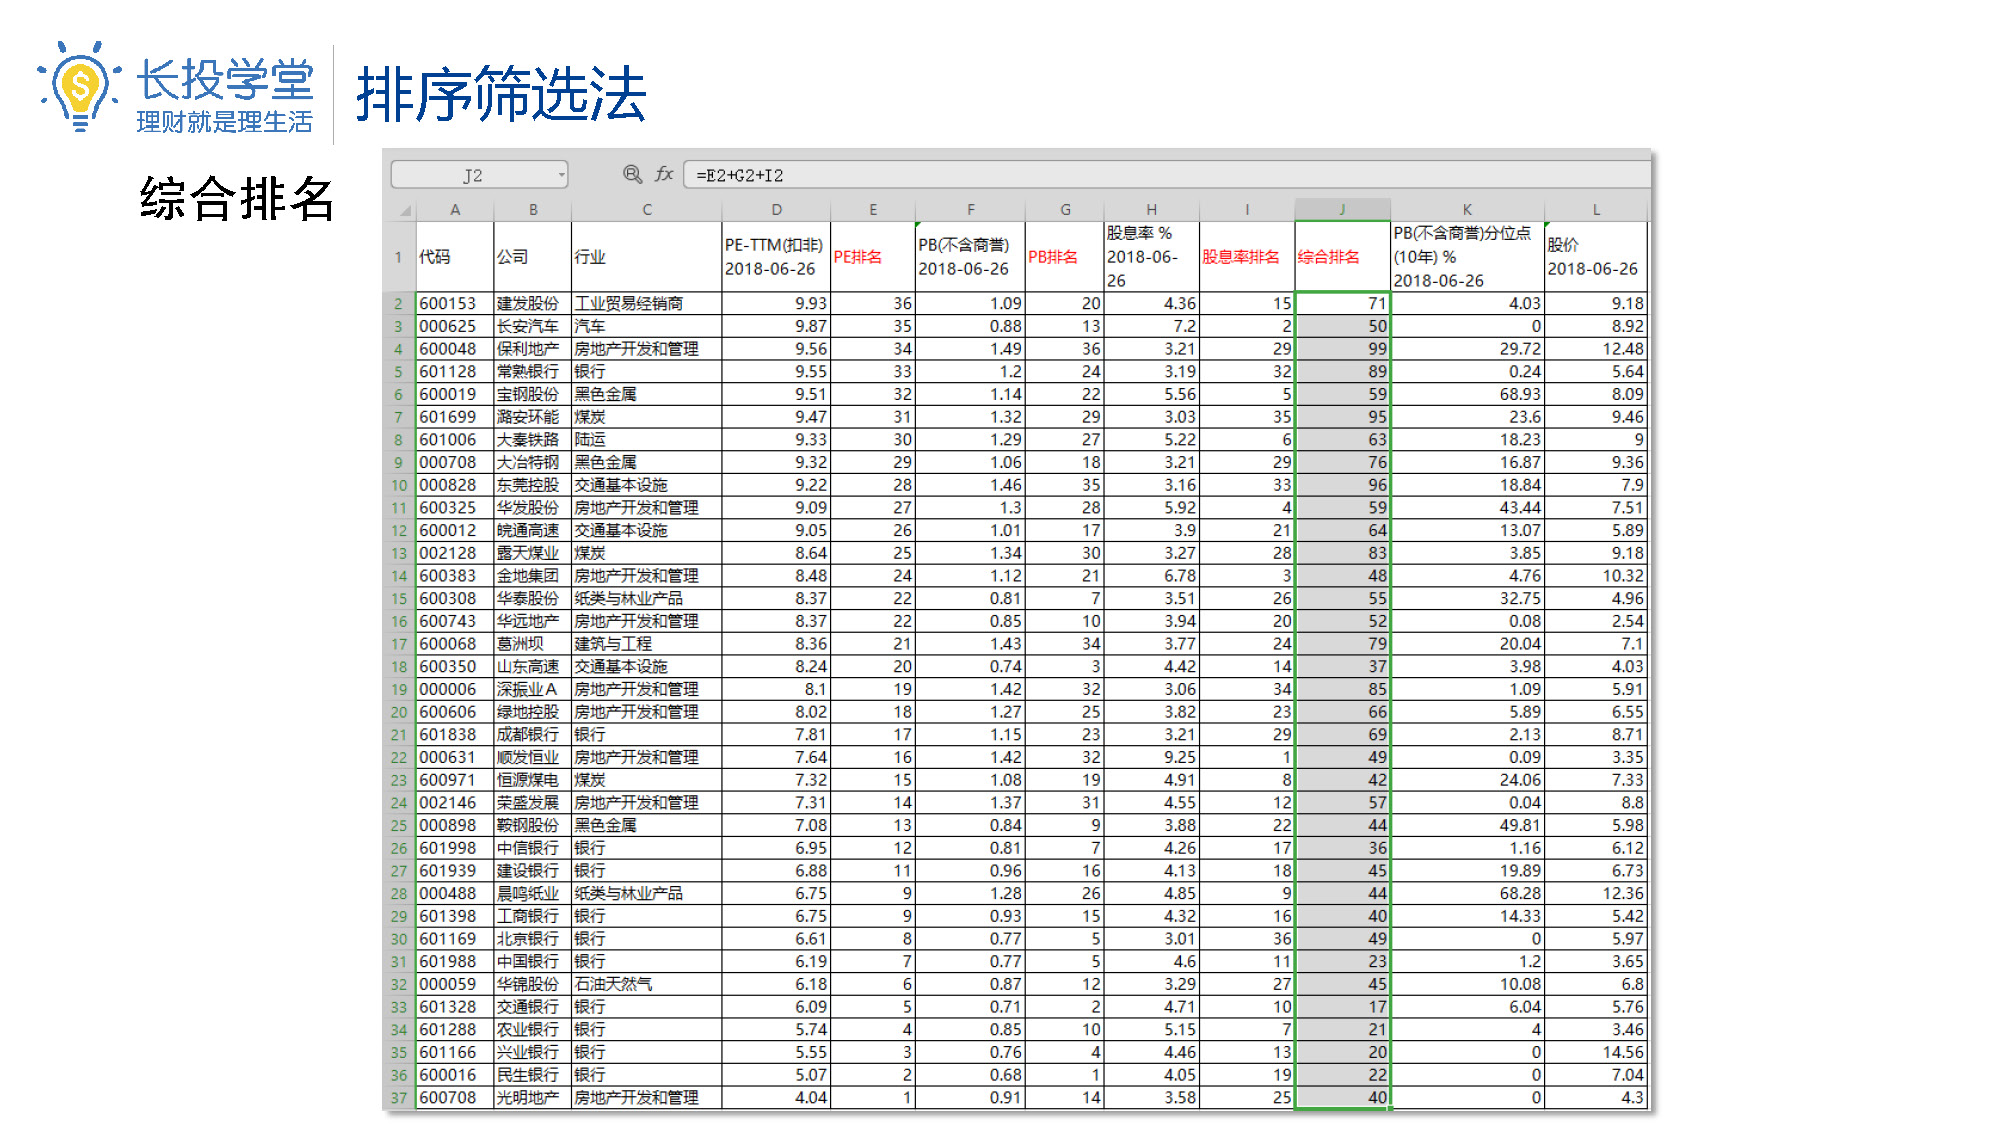 长投学堂
理财就是理生活
排序筛选法
综合排名
J2 fx =E2+G2+I2
A B C D E F G H I J K L
1 代码 公司 行业 PE-TTM(扣非) 2018-06-26 PE排名 PB(不含商誉) 2018-06-26 PB排名 股息率 % 2018-06-26 股息率排名 综合排名 PB(不含商誉)分位点(10年) % 2018-06-26 股价 2018-06-26
2 600153 建发股份 工业贸易经销商 9.93 36 1.09 20 4.36 15 71 4.03 9.18
3 000625 长安汽车 汽车 9.87 35 0.88 13 7.2 2 50 0 8.92
4 600048 保利地产 房地产开发和管理 9.56 34 1.49 36 3.21 29 99 29.72 12.48
5 601128 常熟银行 银行 9.55 33 1.2 24 3.19 32 89 0.24 5.64
6 600019 宝钢股份 黑色金属 9.51 32 1.14 22 5.56 5 59 68.93 8.09
7 601699 潞安环能 煤炭 9.47 31 1.32 29 3.03 35 95 23.6 9.46
8 601006 大秦铁路 陆运 9.33 30 1.29 27 5.22 6 63 18.23 9
9 000708 大冶特钢 黑色金属 9.32 29 1.06 18 3.21 29 76 16.87 9.36
10 000828 东莞控股 交通基本设施 9.22 28 1.46 35 3.16 33 96 18.84 7.9
11 600325 华发股份 房地产开发和管理 9.09 27 1.3 28 5.92 4 59 43.44 7.51
12 600012 皖通高速 交通基本设施 9.05 26 1.01 17 3.9 21 64 13.07 5.89
13 002128 露天煤业 煤炭 8.64 25 1.34 30 3.27 28 83 3.85 9.18
14 600383 金地集团 房地产开发和管理 8.48 24 1.12 21 6.78 3 48 4.76 10.32
15 600308 华泰股份 纸类与林业产品 8.37 22 0.81 7 3.51 26 55 32.75 4.96
16 600743 华远地产 房地产开发和管理 8.37 22 0.85 10 3.94 20 52 0.08 2.54
17 600068 葛洲坝 建筑与工程 8.36 21 1.43 34 3.77 24 79 20.04 7.1
18 600350 山东高速 交通基本设施 8.24 20 0.74 3 4.42 14 37 3.98 4.03
19 000006 深振业A 房地产开发和管理 8.1 19 1.42 32 3.06 34 85 1.09 5.91
20 600606 绿地控股 房地产开发和管理 8.02 18 1.27 25 3.82 23 66 5.89 6.55
21 601838 成都银行 银行 7.81 17 1.15 23 3.21 29 69 2.13 8.71
22 000631 顺发恒业 房地产开发和管理 7.64 16 1.42 32 9.25 1 49 0.09 3.35
23 600971 恒源煤电 煤炭 7.32 15 1.08 19 4.91 8 42 24.06 7.33
24 002146 荣盛发展 房地产开发和管理 7.31 14 1.37 31 4.55 12 57 0.04 8.8
25 000898 鞍钢股份 黑色金属 7.08 13 0.84 9 3.88 22 44 49.81 5.98
26 601998 中信银行 银行 6.95 12 0.81 7 4.26 17 36 1.16 6.12
27 601939 建设银行 银行 6.88 11 0.96 16 4.13 18 45 19.89 6.73
28 000488 晨鸣纸业 纸类与林业产品 6.75 9 1.28 26 4.85 9 44 68.28 12.36
29 601398 工商银行 银行 6.75 9 0.93 15 4.32 16 40 14.33 5.42
30 601169 北京银行 银行 6.61 8 0.77 5 3.01 36 49 0 5.97
31 601988 中国银行 银行 6.19 7 0.77 5 4.6 11 23 1.2 3.65
32 000059 华锦股份 石油天然气 6.18 6 0.87 12 3.29 27 45 10.08 6.8
33 601328 交通银行 银行 6.09 5 0.71 2 4.71 10 17 6.04 5.76
34 601288 农业银行 银行 5.74 4 0.85 10 5.15 7 21 4 3.46
35 601166 兴业银行 银行 5.55 3 0.76 4 4.46 13 20 0 14.56
36 600016 民生银行 银行 5.07 2 0.68 1 4.05 19 22 0 7.04
37 600708 光明地产 房地产开发和管理 4.04 1 0.91 14 3.58 25 40 0 4.3